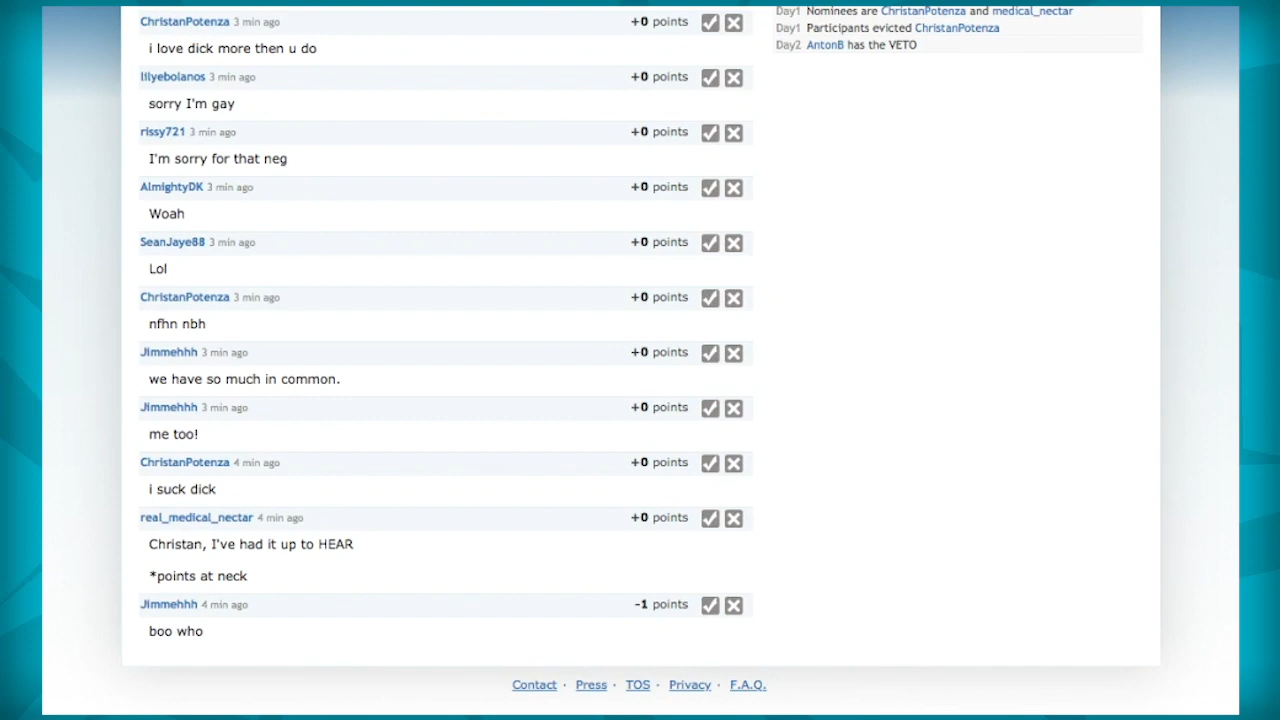 ChristanPotenza 3 min ago +0 points
i love dick more then u do
lilyebolanos 3 min ago +0 points
sorry I'm gay
rissy721 3 min ago +0 points
I'm sorry for that neg
AlmightyDK 3 min ago +0 points
Woah
SeanJaye88 3 min ago +0 points
Lol
ChristanPotenza 3 min ago +0 points
nfhn nbh
Jimmehhh 3 min ago +0 points
we have so much in common.
Jimmehhh 3 min ago +0 points
me too!
ChristanPotenza 4 min ago +0 points
i suck dick
real_medical_nectar 4 min ago +0 points
Christan, I've had it up to HEAR
*points at neck
Jimmehhh 4 min ago -1 points
boo who
Day1 Nominees are ChristanPotenza and medical_nectar
Day1 Participants evicted ChristanPotenza
Day2 AntonB has the VETO
Contact · Press · TOS · Privacy · F.A.Q.